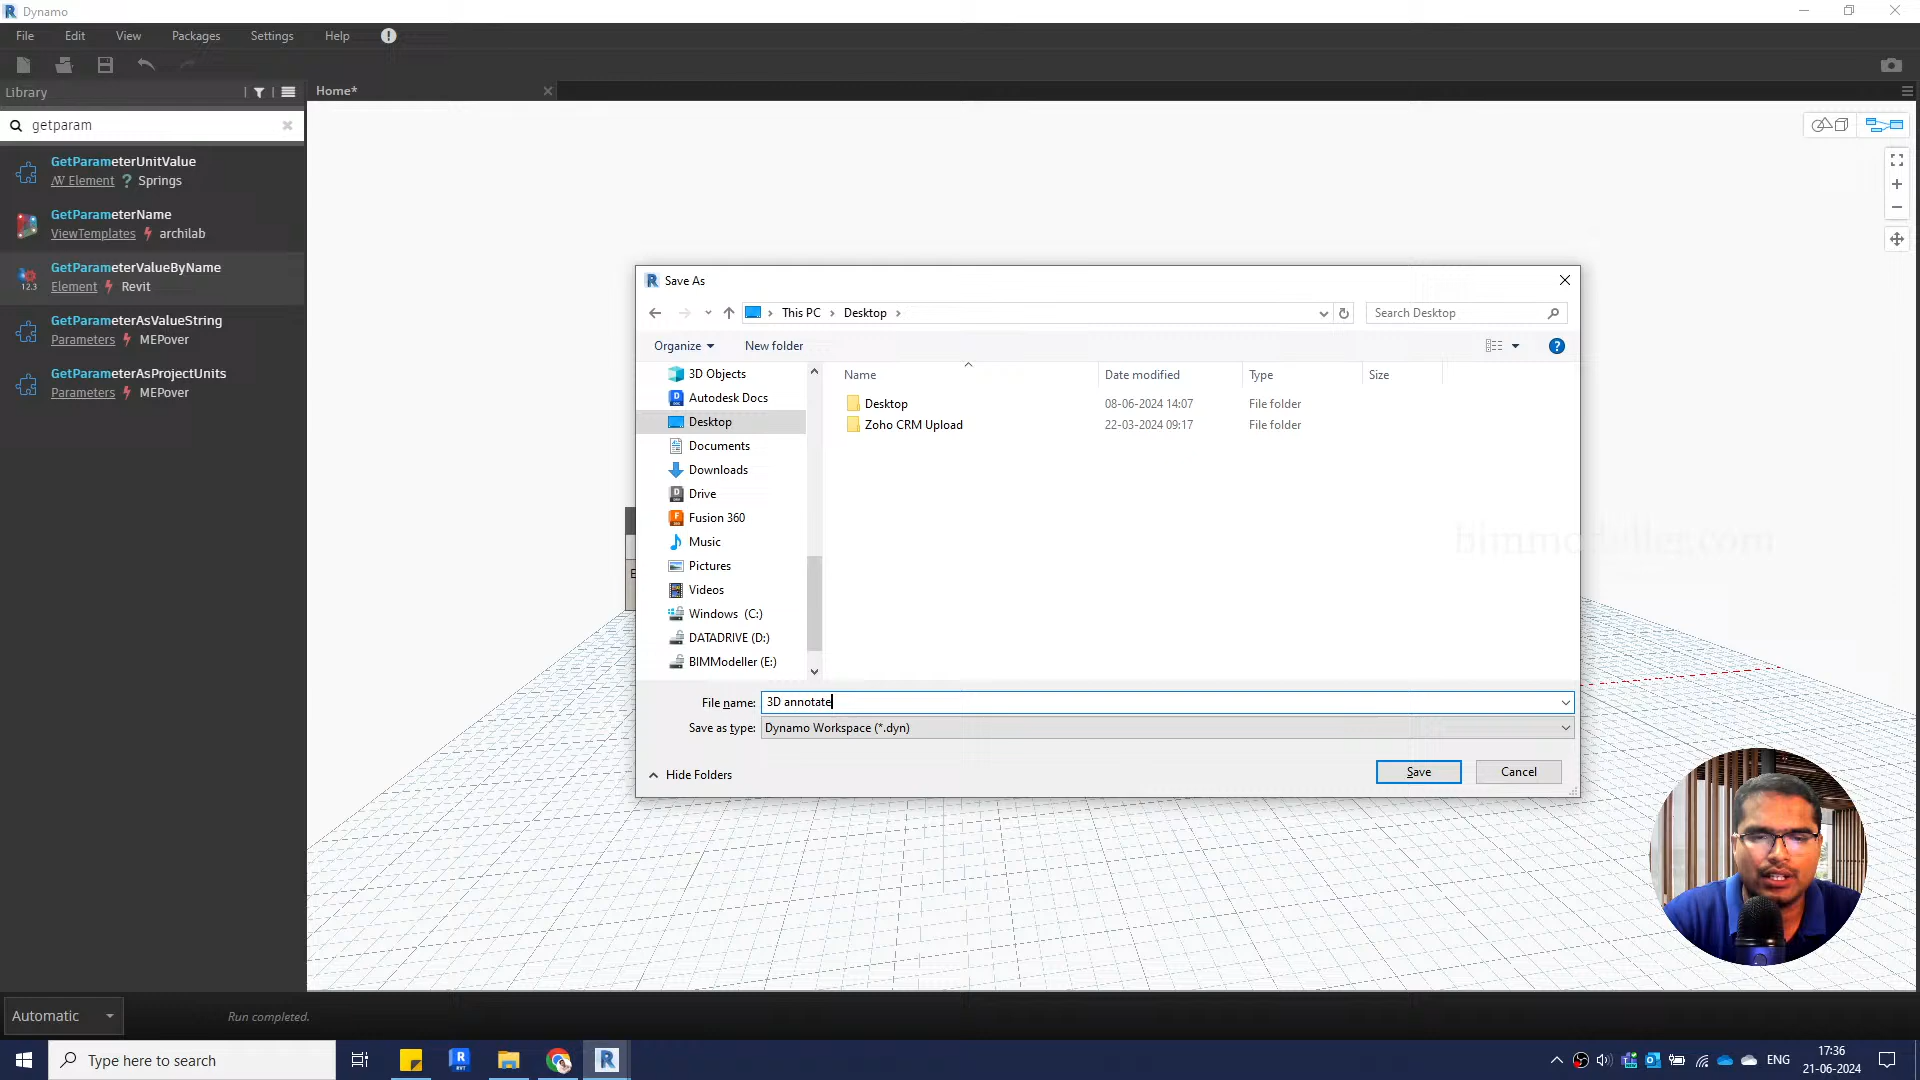 Dynamo
File Edit View Packages Settings Help
Library
Home*
getparam
GetParameterUnitValue
Element ? Springs
GetParameterName
ViewTemplates archilab
GetParameterValueByName
12.3
Element Revit
GetParameterAsValueString
Parameters MEPover
GetParameterAsProjectUnits
Parameters MEPover
Save As
This PC > Desktop >
Search Desktop
Organize
New folder
Name Date modified Type Size
3D Objects
Autodesk Docs
Desktop
Documents
Downloads
Drive
Fusion 360
Music
Pictures
Videos
Windows (C:)
DATADRIVE (D:)
BIMModeller (E:)
Desktop 08-06-2024 14:07 File folder
Zoho CRM Upload 22-03-2024 09:17 File folder
bimmodeller.com
File name: 3D annotate
Save as type: Dynamo Workspace (*.dyn)
Hide Folders
Save
Cancel
Automatic
Run completed.
Type here to search
ENG
17:36
21-06-2024